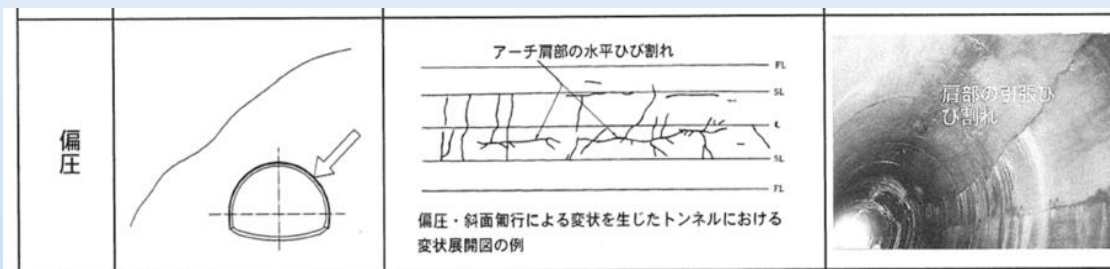 偏圧
アーチ肩部の水平ひび割れ
FL
SL
℄
SL
FL
偏圧・斜面匍行による変状を生じたトンネルにおける
変状展開図の例
肩部の引張ひ
び割れ